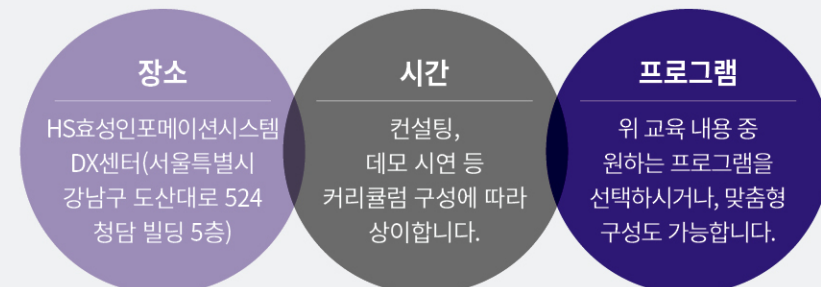 장소
HS효성인포메이션시스템
DX센터(서울특별시
강남구 도산대로 524
청담 빌딩 5층)
시간
컨설팅,
데모 시연 등
커리큘럼 구성에 따라
상이합니다.
프로그램
위 교육 내용 중
원하는 프로그램을
선택하시거나, 맞춤형
구성도 가능합니다.